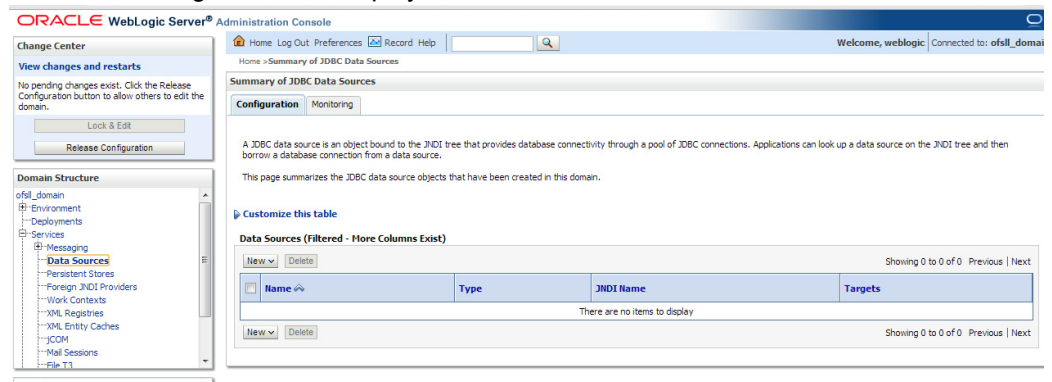 ORACLE WebLogic Server® Administration Console
Change Center
View changes and restarts
No pending changes exist. Click the Release
Configuration button to allow others to edit the
domain.
Lock & Edit
Release Configuration
Domain Structure
ofsll_domain
Environment
Deployments
Services
Messaging
Data Sources
Persistent Stores
Foreign JNDI Providers
Work Contexts
XML Registries
XML Entity Caches
jCOM
Mail Sessions
File T3
Home Log Out Preferences Record Help
Welcome, weblogic Connected to: ofsll_domai
Home >Summary of JDBC Data Sources
Summary of JDBC Data Sources
Configuration Monitoring
A JDBC data source is an object bound to the JNDI tree that provides database connectivity through a pool of JDBC connections. Applications can look up a data source on the JNDI tree and then
borrow a database connection from a data source.
This page summarizes the JDBC data source objects that have been created in this domain.
Customize this table
Data Sources (Filtered - More Columns Exist)
New Delete Showing 0 to 0 of 0 Previous | Next
Name Type JNDI Name Targets
There are no items to display
New Delete Showing 0 to 0 of 0 Previous | Next